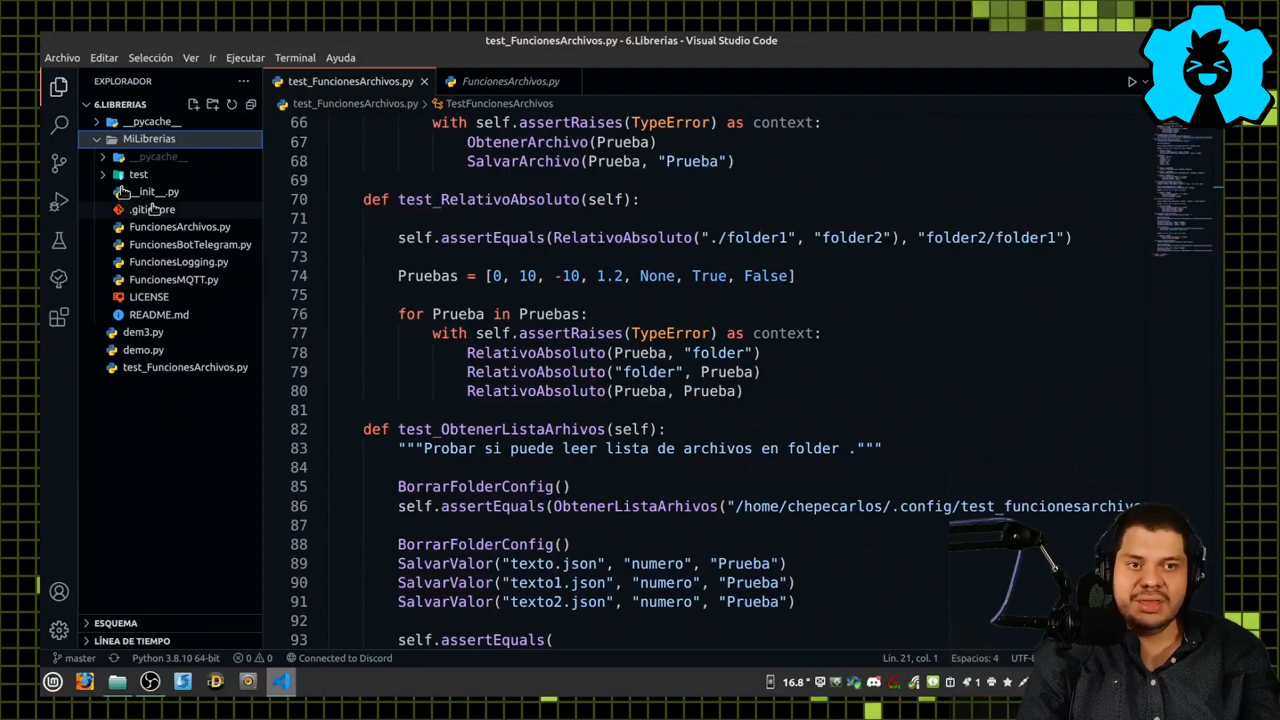 test_FuncionesArchivos.py - 6.Librerias - Visual Studio Code
Archivo Editar Selección Ver Ir Ejecutar Terminal Ayuda
EXPLORADOR
test_FuncionesArchivos.py
FuncionesArchivos.py
6.LIBRERIAS
test_FuncionesArchivos.py > TestFuncionesArchivos
__pycache__
MiLibrerias
__pycache__
test
__init__.py
FuncionesArchivos.py
FuncionesBotTelegram.py
FuncionesLogging.py
FuncionesMQTT.py
LICENSE
README.md
dem3.py
demo.py
test_FuncionesArchivos.py
ESQUEMA
LÍNEA DE TIEMPO
66 with self.assertRaises(TypeError) as context:
67 ObtenerArchivo(Prueba)
68 SalvarArchivo(Prueba, "Prueba")
69
70 def test_RelativoAbsoluto(self):
71
72 self.assertEquals(RelativoAbsoluto("./folder1", "folder2"), "folder2/folder1")
73
74 Pruebas = [0, 10, -10, 1.2, None, True, False]
75
76 for Prueba in Pruebas:
77 with self.assertRaises(TypeError) as context:
78 RelativoAbsoluto(Prueba, "folder")
79 RelativoAbsoluto("folder", Prueba)
80 RelativoAbsoluto(Prueba, Prueba)
81
82 def test_ObtenerListaArhivos(self):
83 """Probar si puede leer lista de archivos en folder ."""
84
85 BorrarFolderConfig()
86 self.assertEquals(ObtenerListaArhivos("/home/chepecarlos/.config/test_funcionesarchivo
87
88 BorrarFolderConfig()
89 SalvarValor("texto.json", "numero", "Prueba")
90 SalvarValor("texto1.json", "numero", "Prueba")
91 SalvarValor("texto2.json", "numero", "Prueba")
92
93 self.assertEquals(
master Python 3.8.10 64-bit 0 0 Connected to Discord Lín. 21, col. 1 Espacios: 4 UTF-
16.8° 1